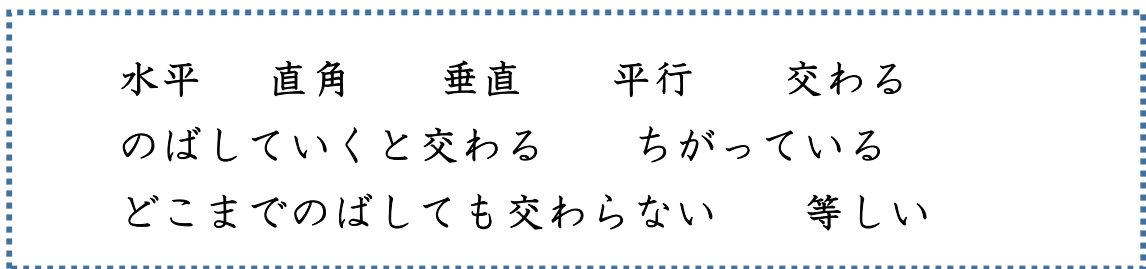 水平　直角　垂直　平行　交わる
のばしていくと交わる　ちがっている
どこまでのばしても交わらない　等しい